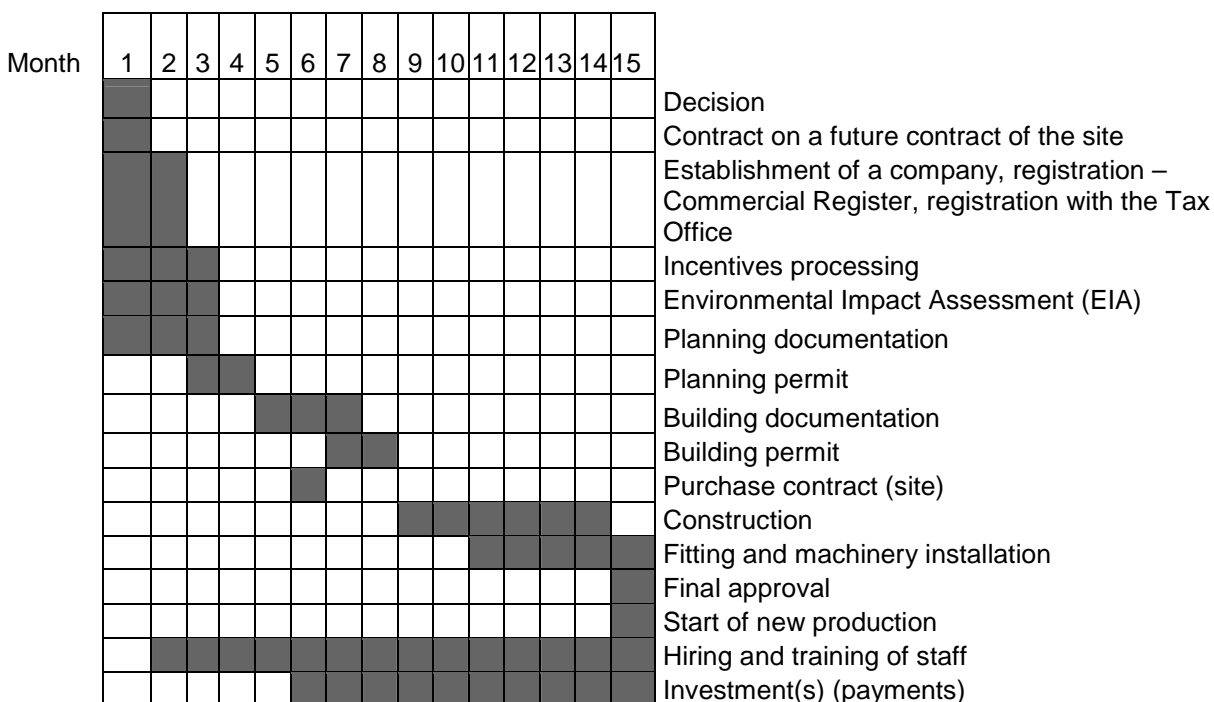 Month 1 2 3 4 5 6 7 8 9 10 11 12 13 14 15
Decision
Contract on a future contract of the site
Establishment of a company, registration –
Commercial Register, registration with the Tax
Office
Incentives processing
Environmental Impact Assessment (EIA)
Planning documentation
Planning permit
Building documentation
Building permit
Purchase contract (site)
Construction
Fitting and machinery installation
Final approval
Start of new production
Hiring and training of staff
Investment(s) (payments)